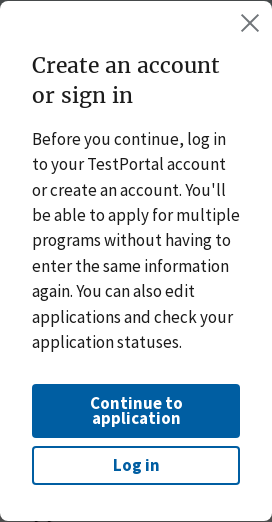 Create an account
or sign in
Before you continue, log in
to your TestPortal account
or create an account. You'll
be able to apply for multiple
programs without having to
enter the same information
again. You can also edit
applications and check your
application statuses.
Continue to
application
Log in